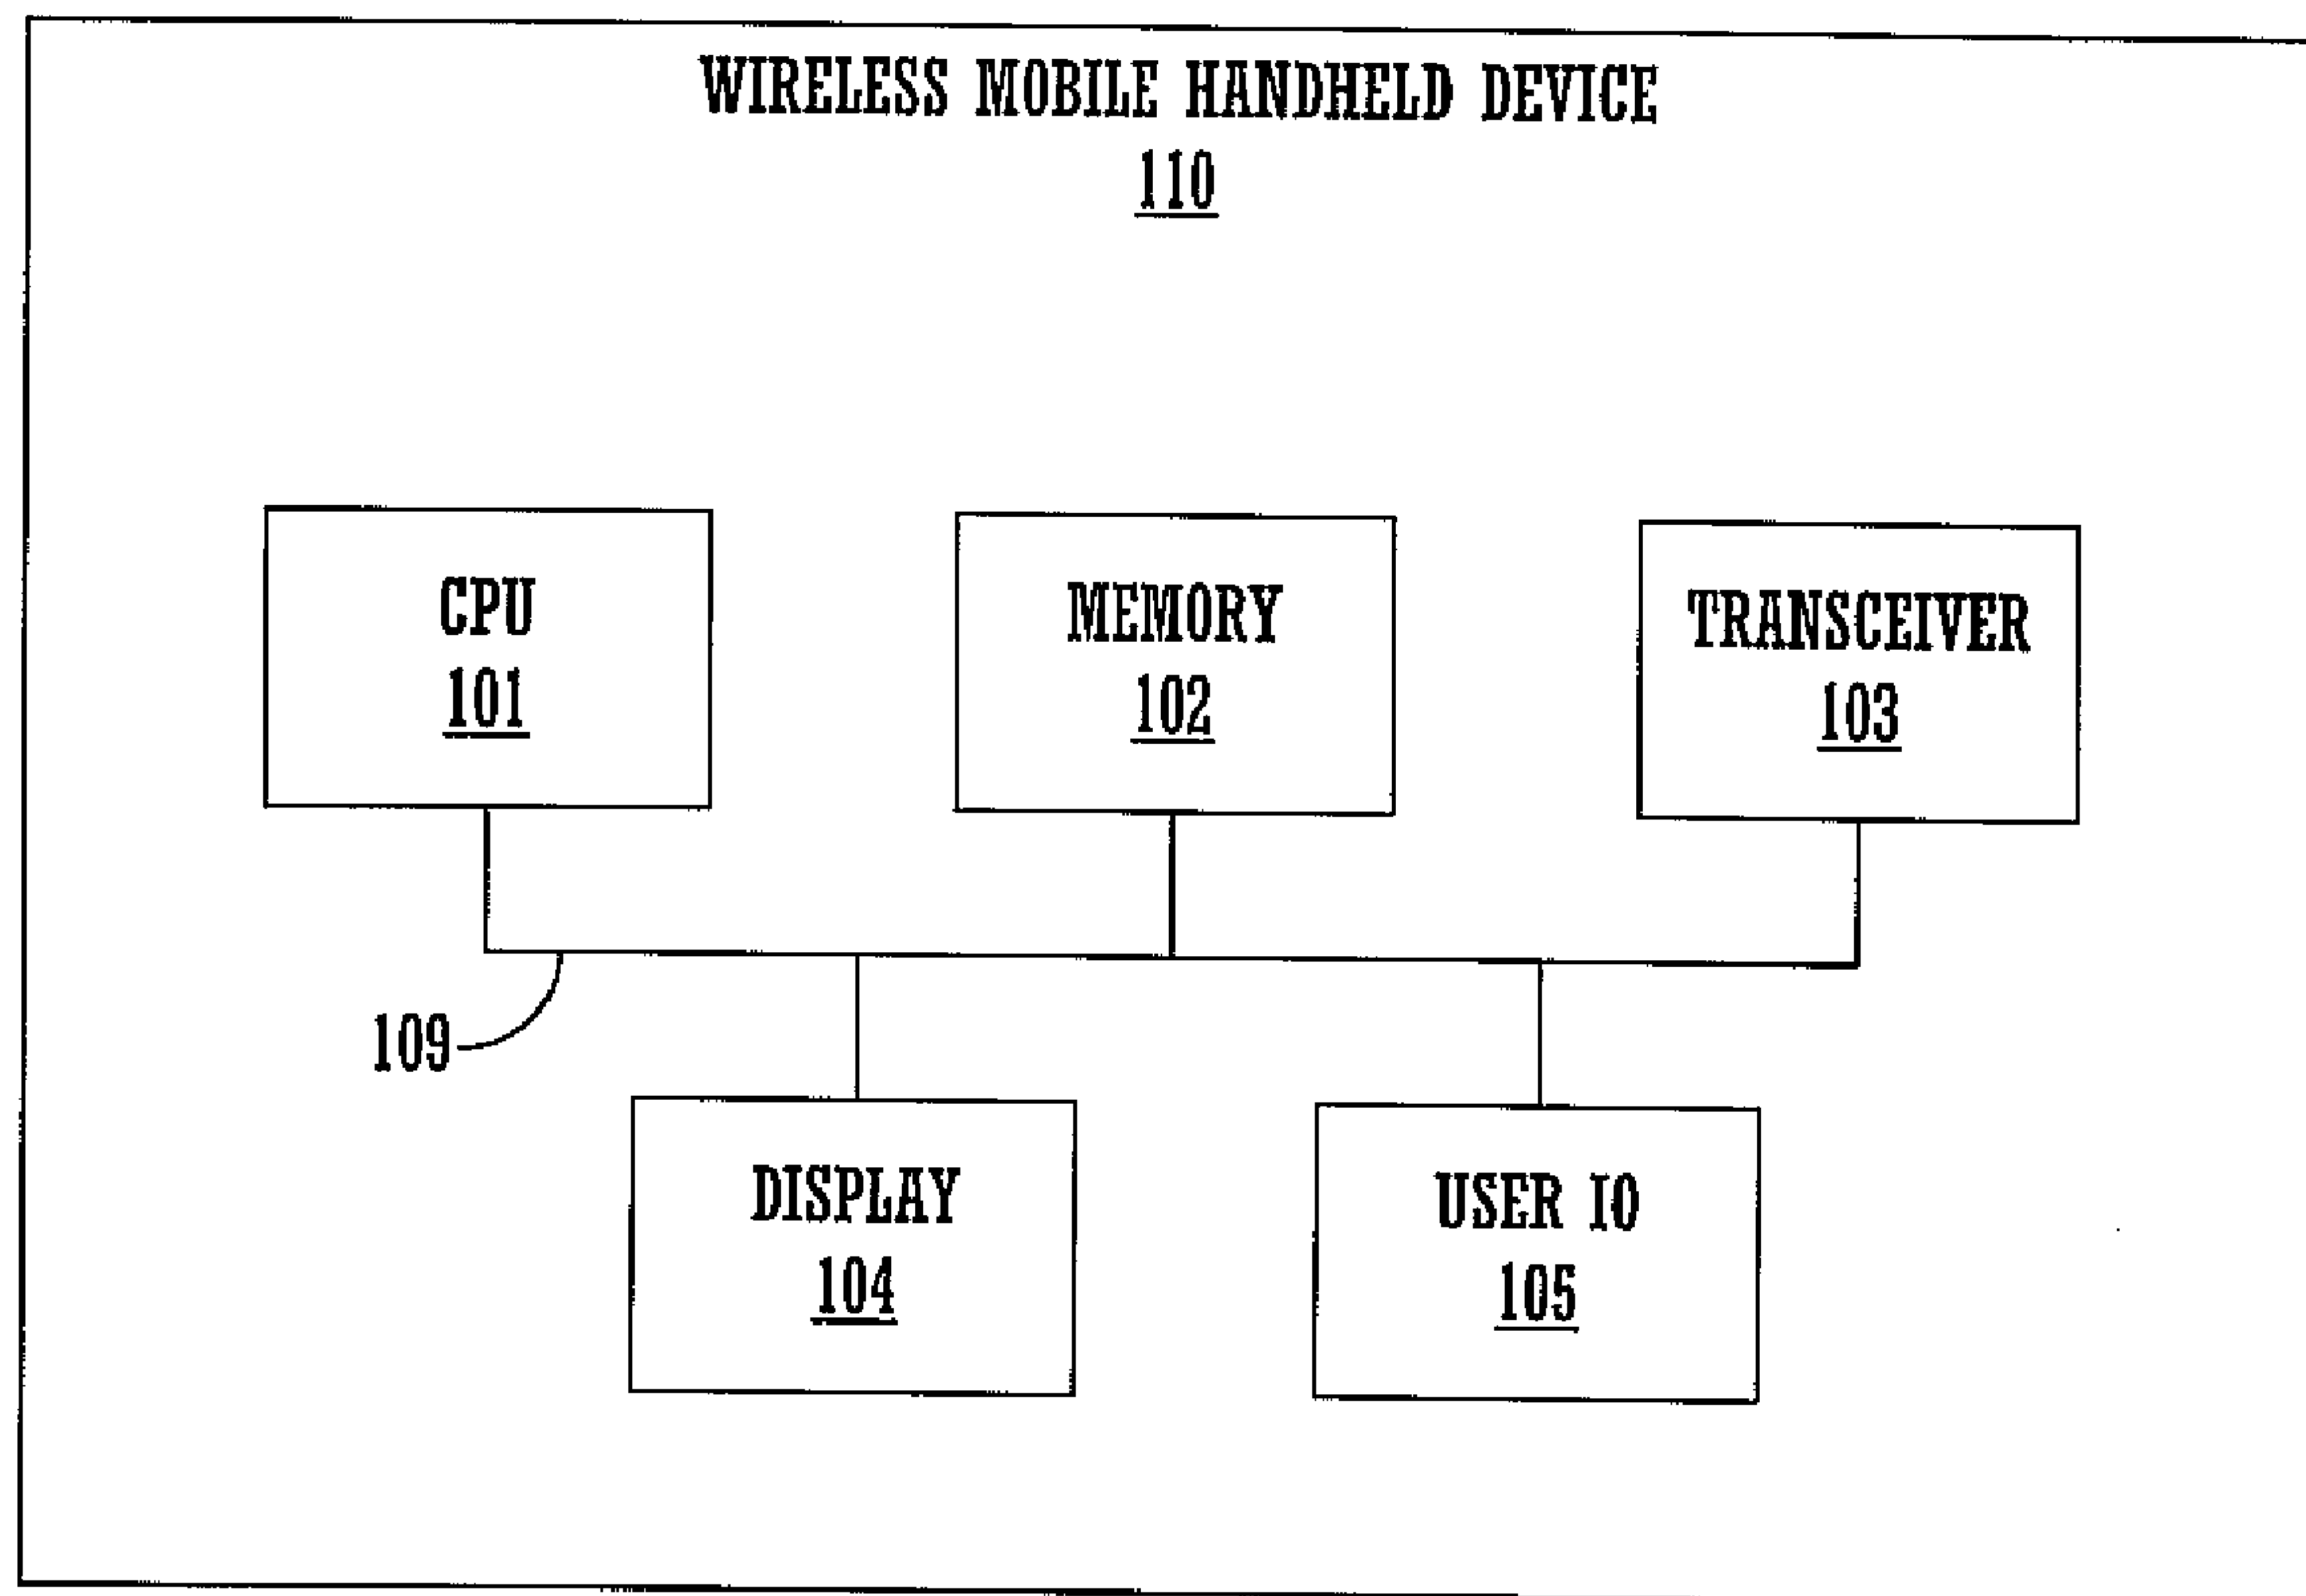 WIRELESS MOBILE HANDHELD DEVICE
110
CPU
101
MEMORY
102
TRANSCEIVER
103
109
DISPLAY
104
USER IO
105